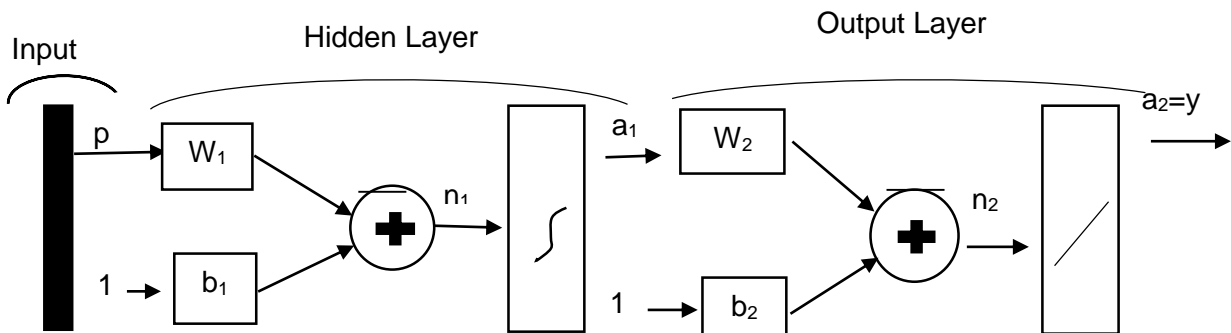 Input
Hidden Layer
Output Layer
p
W₁
n₁
a₁
W₂
n₂
a₂=y
1
b₁
1
b₂